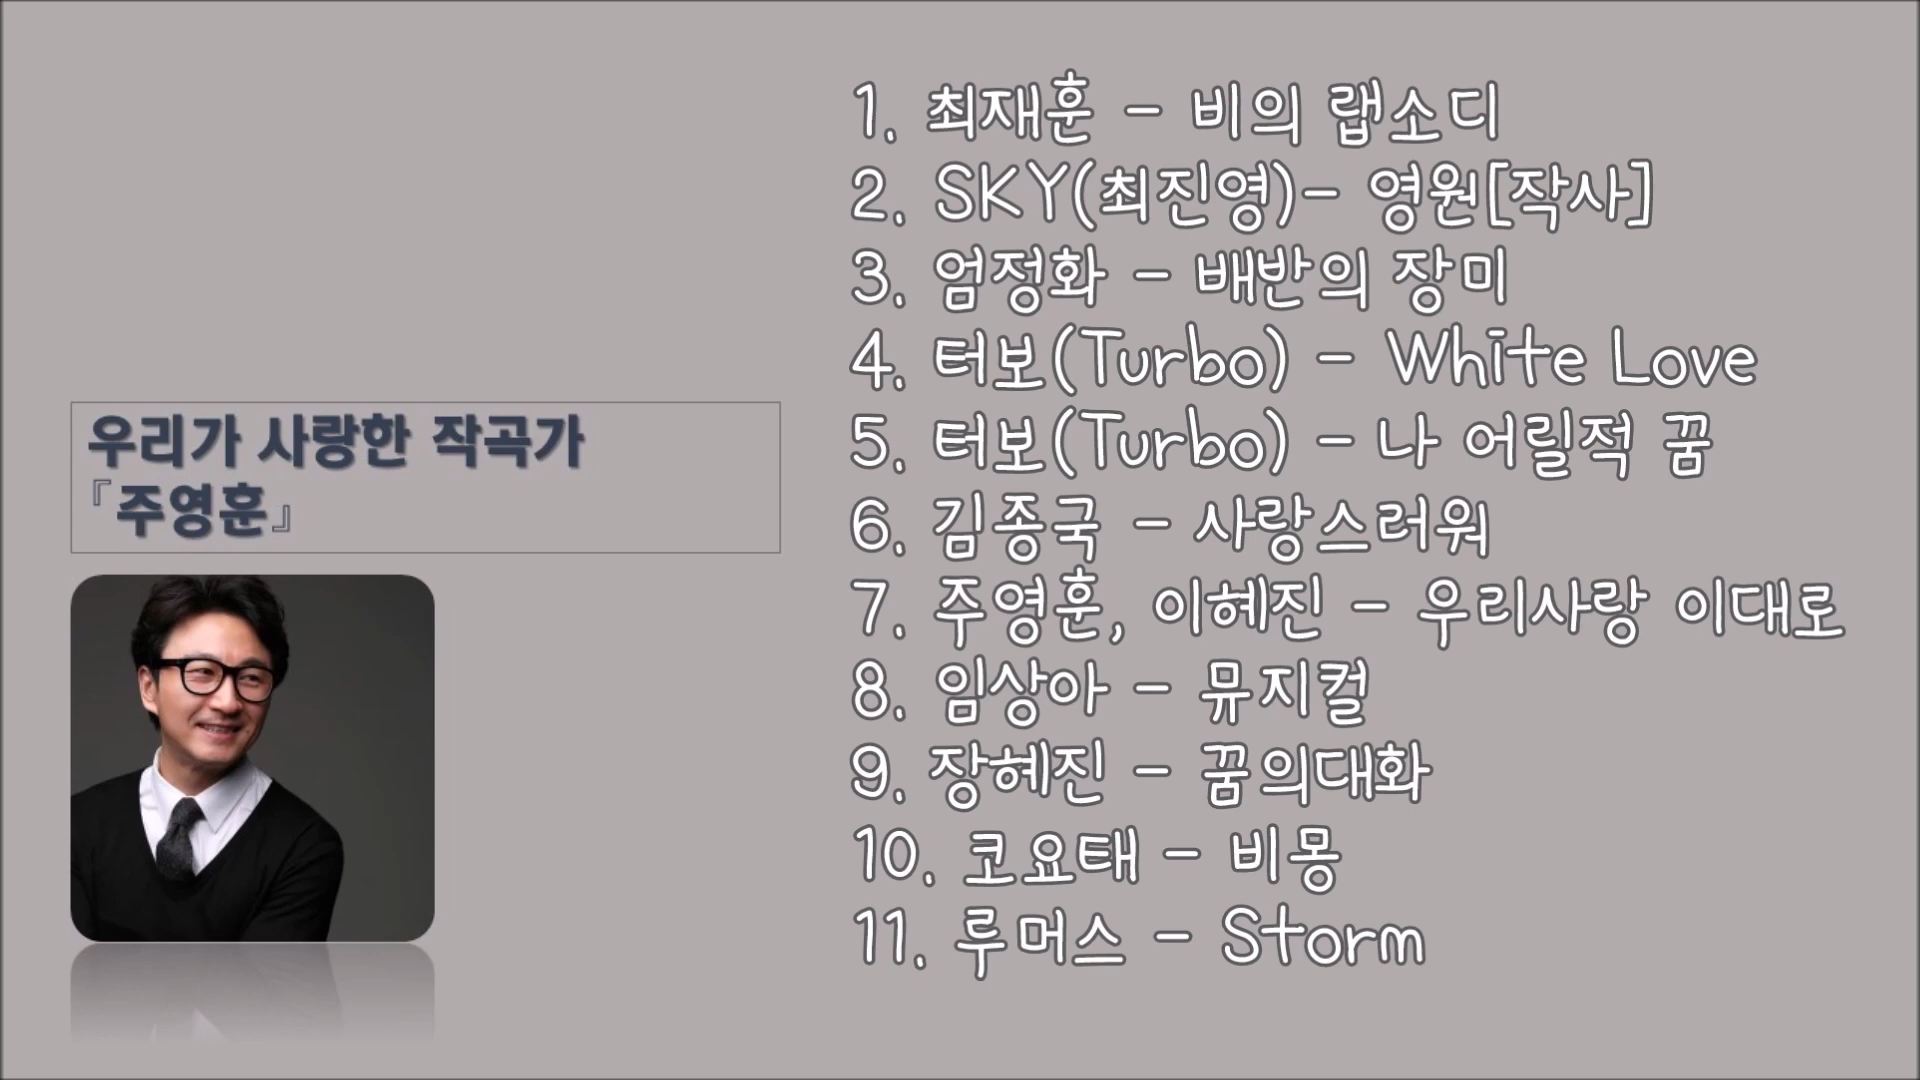 우리가 사랑한 작곡가
『주영훈』
1. 최재훈 - 비의 랩소디
2. SKY(최진영)- 영원[작사]
3. 엄정화 - 배반의 장미
4. 터보(Turbo) - White Love
5. 터보(Turbo) - 나 어릴적 꿈
6. 김종국 - 사랑스러워
7. 주영훈, 이혜진 - 우리사랑 이대로
8. 임상아 - 뮤지컬
9. 장혜진 - 꿈의대화
10. 코요태 - 비몽
11. 루머스 - Storm